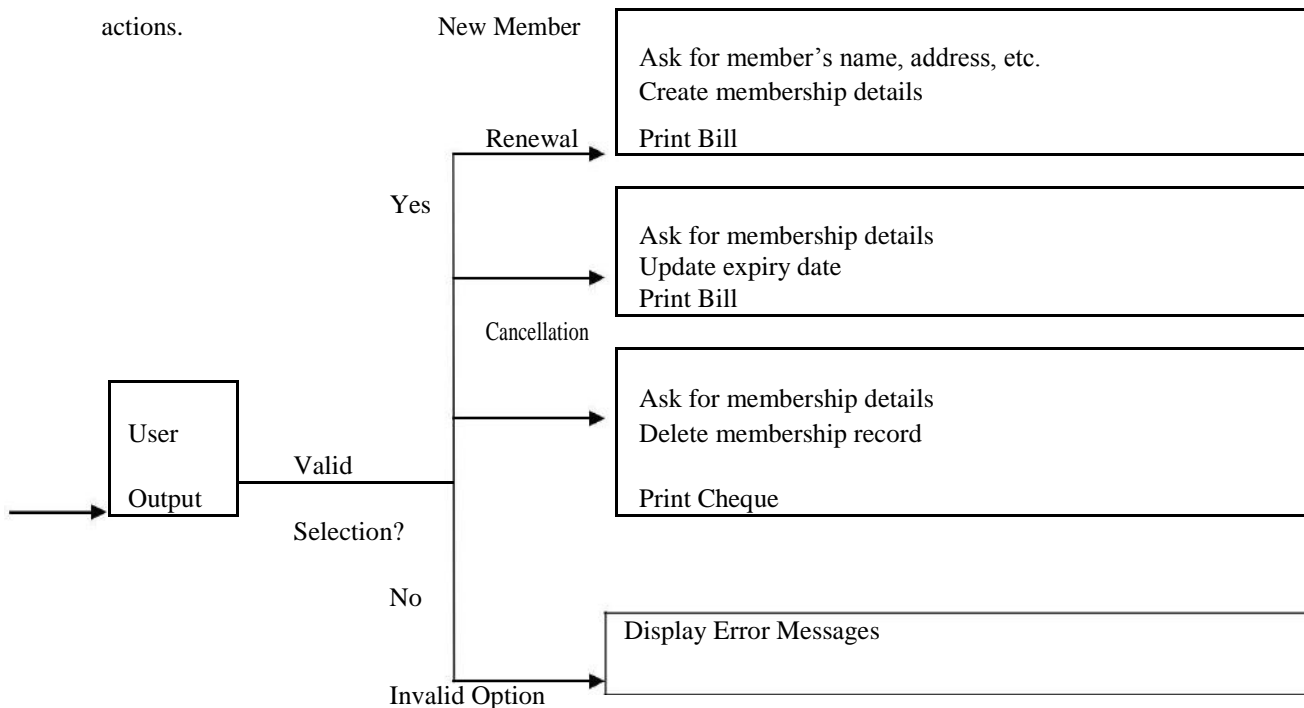 actions.
New Member
Ask for member’s name, address, etc.
Create membership details
Renewal
Print Bill
Yes
Ask for membership details
Update expiry date
Print Bill
Cancellation
Ask for membership details
Delete membership record
User
Valid
Output
Print Cheque
Selection?
No
Display Error Messages
Invalid Option